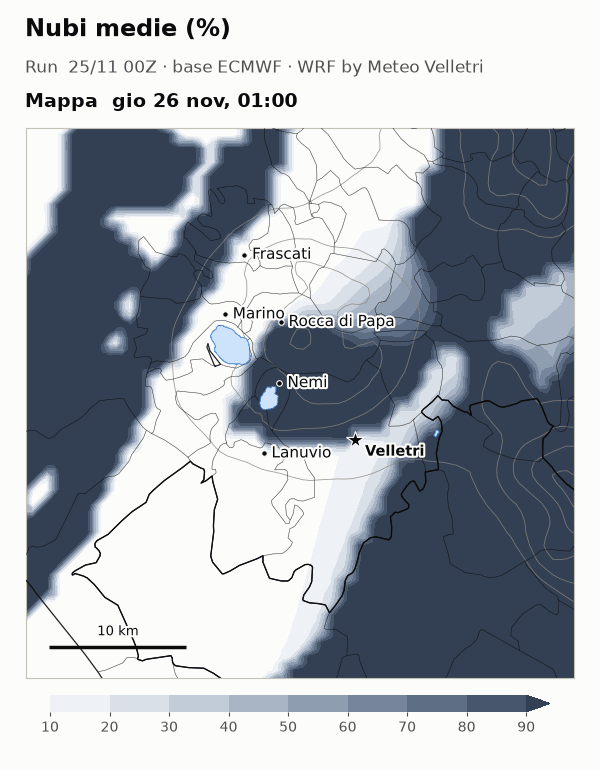 Nubi medie (%)
Run  25/11 00Z · base ECMWF · WRF by Meteo Velletri
Mappa  gio 26 nov, 01:00
Frascati
Marino
Rocca di Papa
Nemi
Velletri
Lanuvio
10 km
10 20 30 40 50 60 70 80 90